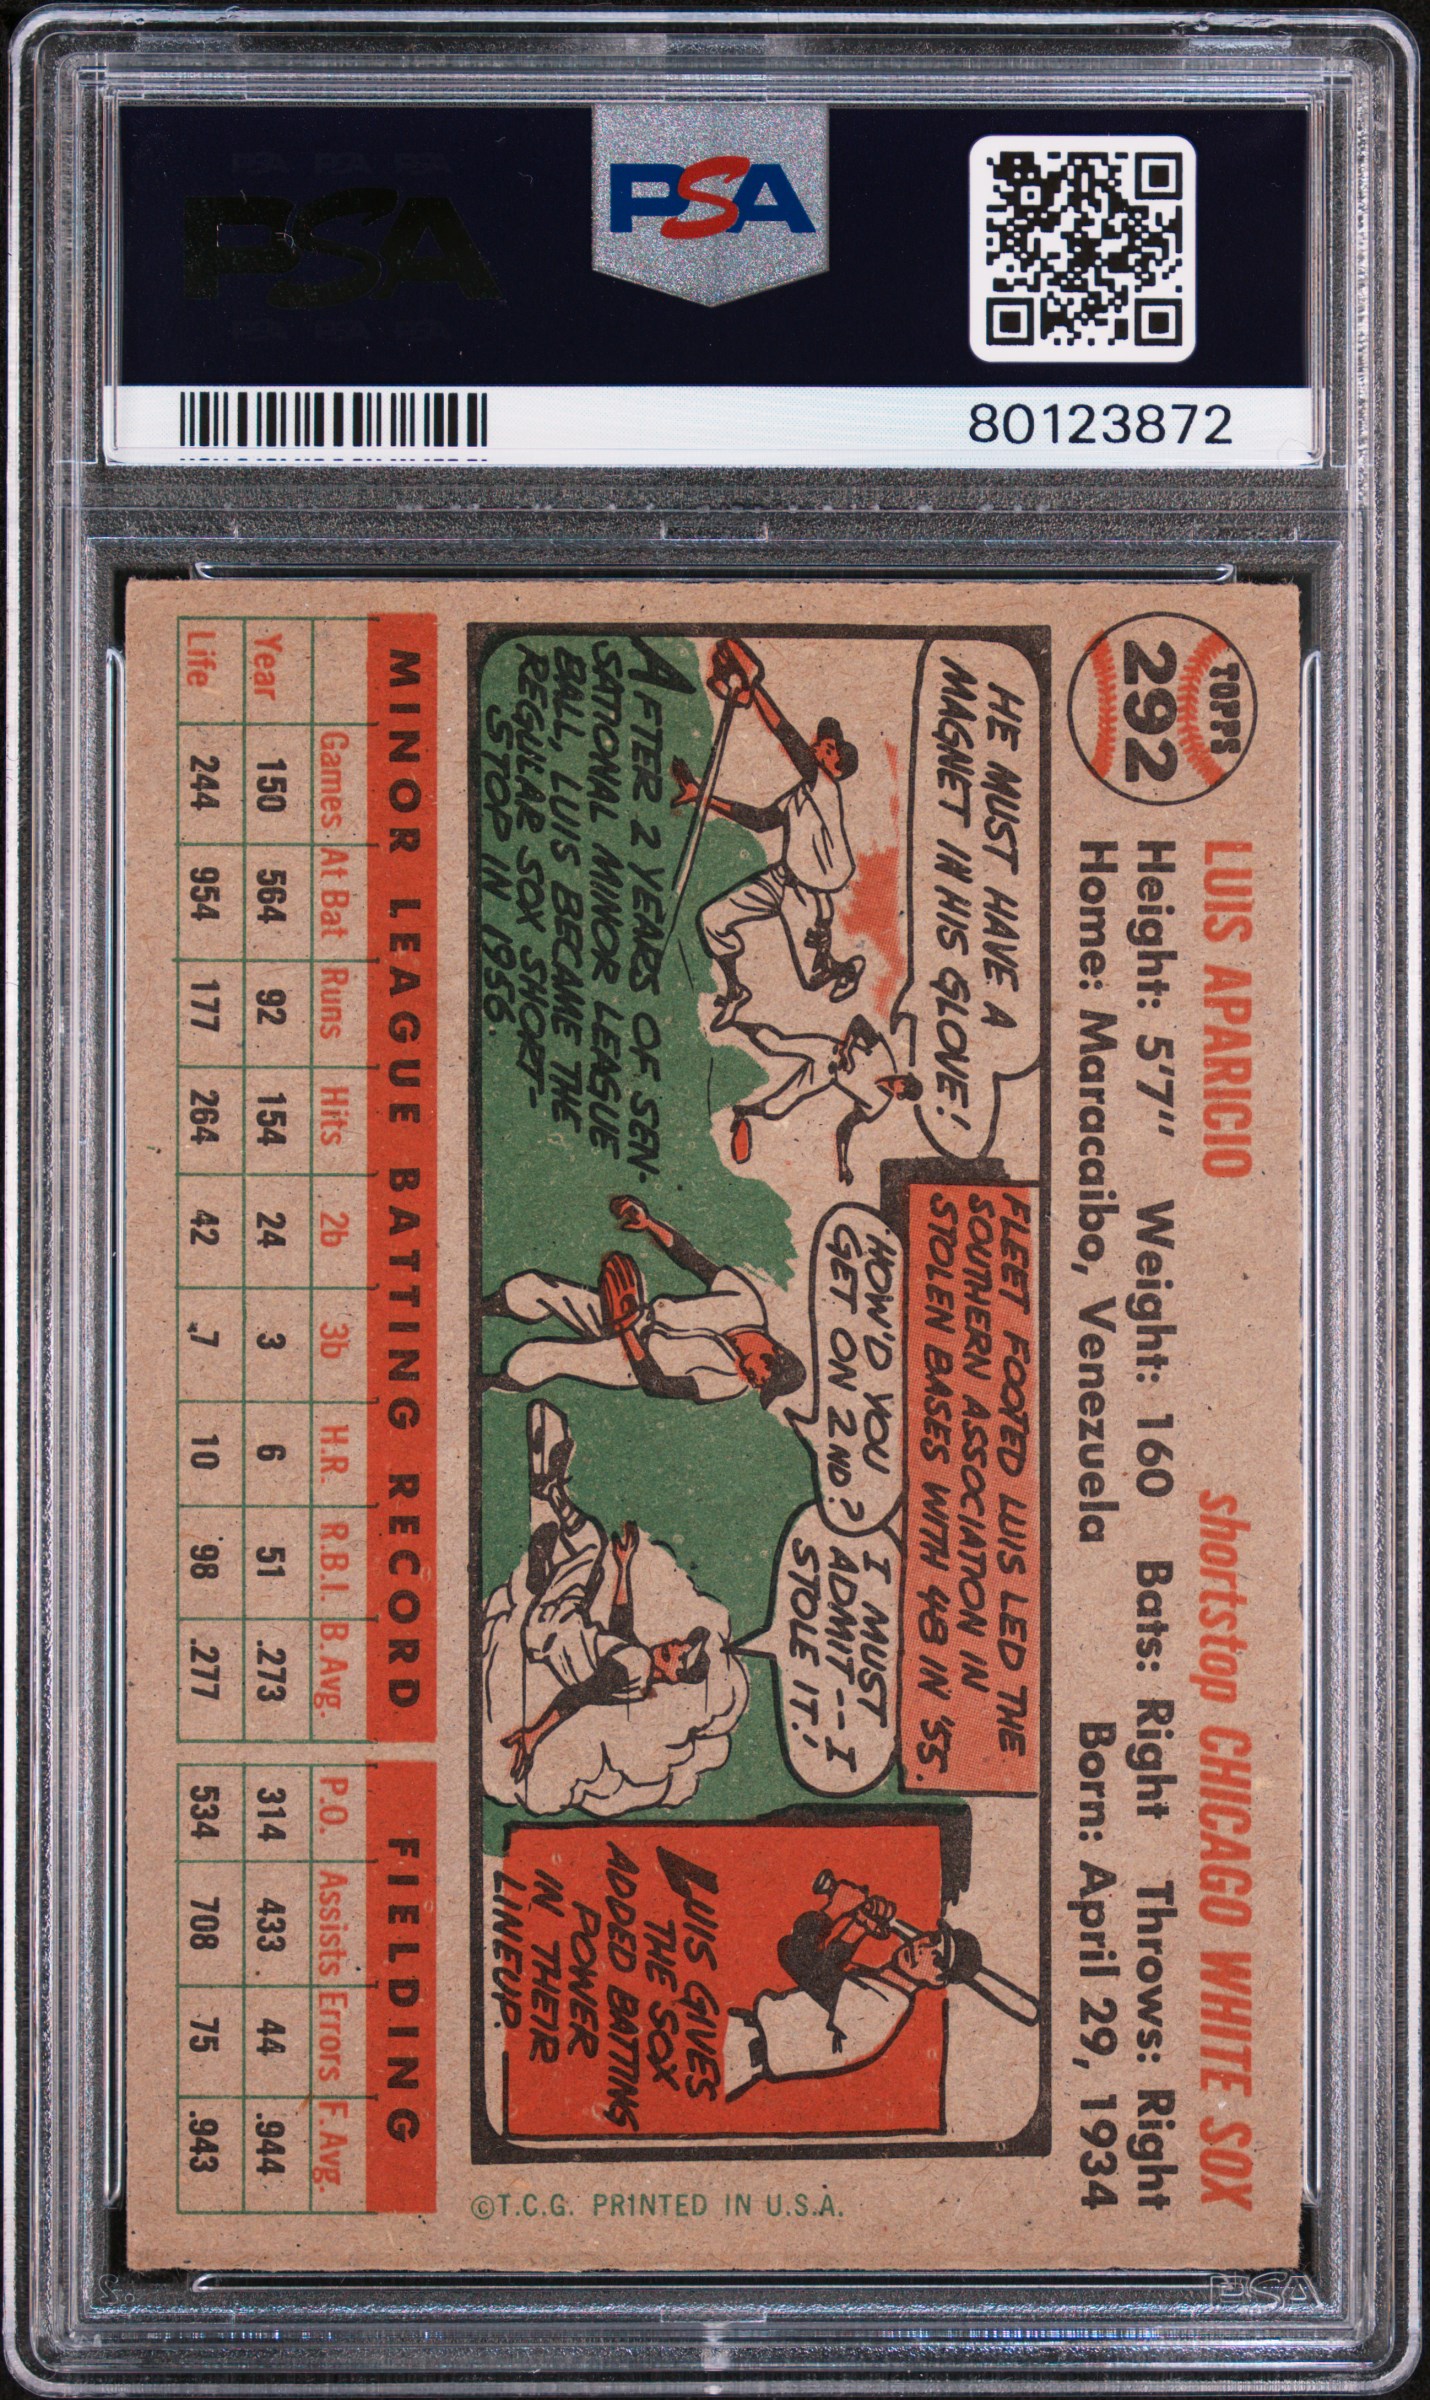 PSA
PSA
80123872
TOPPS
292
LUIS APARICIO
shortstop CHICAGO WHITE SOX
Height: 5'7" Weight: 160 Bats: Right Throws: Right
Home: Maracaibo, Venezuela Born: April 29, 1934
HE MUST HAVE A
MAGNET IN HIS GLOVE!
AFTER 2 YEARS OF SEN-
SATIONAL MINOR LEAGUE
BALL, LUIS BECAME THE
REGULAR SOX SHORT-
STOP IN 1956.
FLEET FOOTED LUIS LED THE
SOUTHERN ASSOCIATION IN
STOLEN BASES WITH 48 IN '55.
HOW'D YOU
GET ON 2ND?
I MUST
ADMIT--I
STOLE IT!
LUIS GIVES
THE SOX
ADDED BATTING
POWER
IN THEIR
LINEUP.
©T.C.G. PRINTED IN U.S.A.
MINOR LEAGUE BATTING RECORD FIELDING
Games At Bat Runs Hits 2b 3b H.R. R.B.I. B. Avg. P.O. Assists Errors F. Avg.
Year 150 564 92 154 24 3 6 51 .273 314 433 44 .944
Life 244 954 177 264 42 7 10 98 .277 534 708 75 .943
PSA